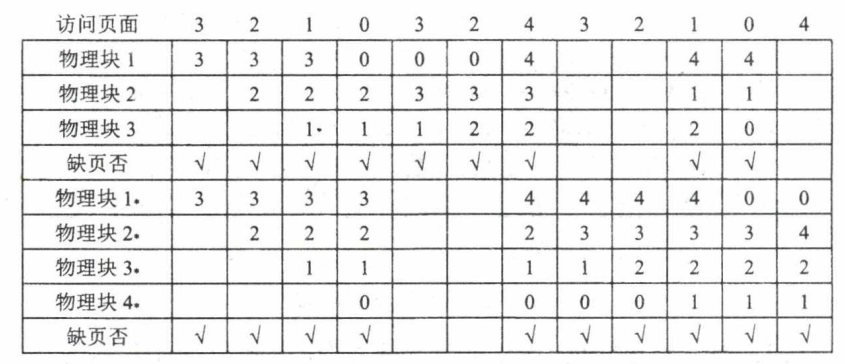 访问页面 3 2 1 0 3 2 4 3 2 1 0 4
物理块 1 3 3 3 0 0 0 4 4 4
物理块 2 2 2 2 3 3 3 1 1
物理块 3 1· 1 1 2 2 2 0
缺页否 √ √ √ √ √ √ √ √ √
物理块 1• 3 3 3 3 4 4 4 4 0 0
物理块 2• 2 2 2 2 3 3 3 3 4
物理块 3• 1 1 1 1 2 2 2 2
物理块 4• 0 0 0 0 1 1 1
缺页否 √ √ √ √ √ √ √ √ √ √